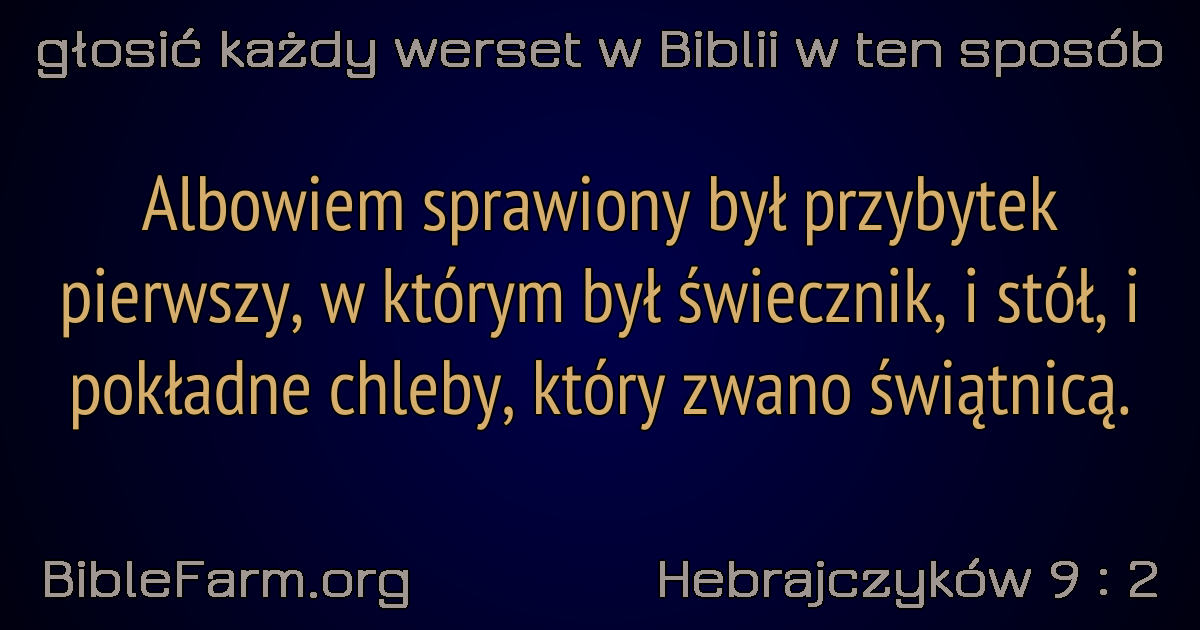 głosić każdy werset w Biblii w ten sposób
Albowiem sprawiony był przybytek
pierwszy, w którym był świecznik, i stół, i
pokładne chleby, który zwano świątnicą.
BibleFarm.org
Hebrajczyków 9 : 2